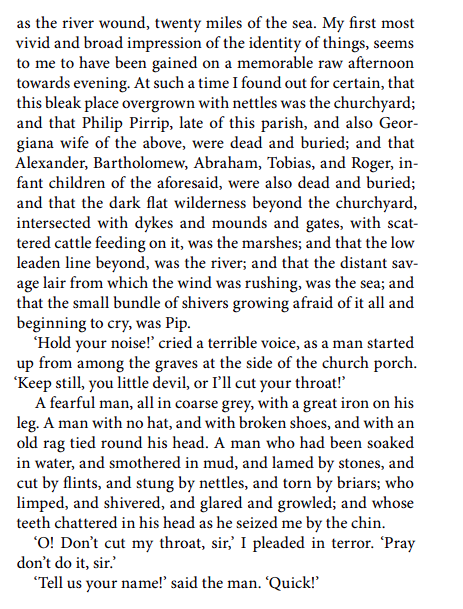 as the river wound, twenty miles of the sea. My first most
vivid and broad impression of the identity of things, seems
to me to have been gained on a memorable raw afternoon
towards evening. At such a time I found out for certain, that
this bleak place overgrown with nettles was the churchyard;
and that Philip Pirrip, late of this parish, and also Geor-
giana wife of the above, were dead and buried; and that
Alexander, Bartholomew, Abraham, Tobias, and Roger, in-
fant children of the aforesaid, were also dead and buried;
and that the dark flat wilderness beyond the churchyard,
intersected with dykes and mounds and gates, with scat-
tered cattle feeding on it, was the marshes; and that the low
leaden line beyond, was the river; and that the distant sav-
age lair from which the wind was rushing, was the sea; and
that the small bundle of shivers growing afraid of it all and
beginning to cry, was Pip.
‘Hold your noise!’ cried a terrible voice, as a man started
up from among the graves at the side of the church porch.
‘Keep still, you little devil, or I’ll cut your throat!’
A fearful man, all in coarse grey, with a great iron on his
leg. A man with no hat, and with broken shoes, and with an
old rag tied round his head. A man who had been soaked
in water, and smothered in mud, and lamed by stones, and
cut by flints, and stung by nettles, and torn by briars; who
limped, and shivered, and glared and growled; and whose
teeth chattered in his head as he seized me by the chin.
‘O! Don’t cut my throat, sir,’ I pleaded in terror. ‘Pray
don’t do it, sir.’
‘Tell us your name!’ said the man. ‘Quick!’